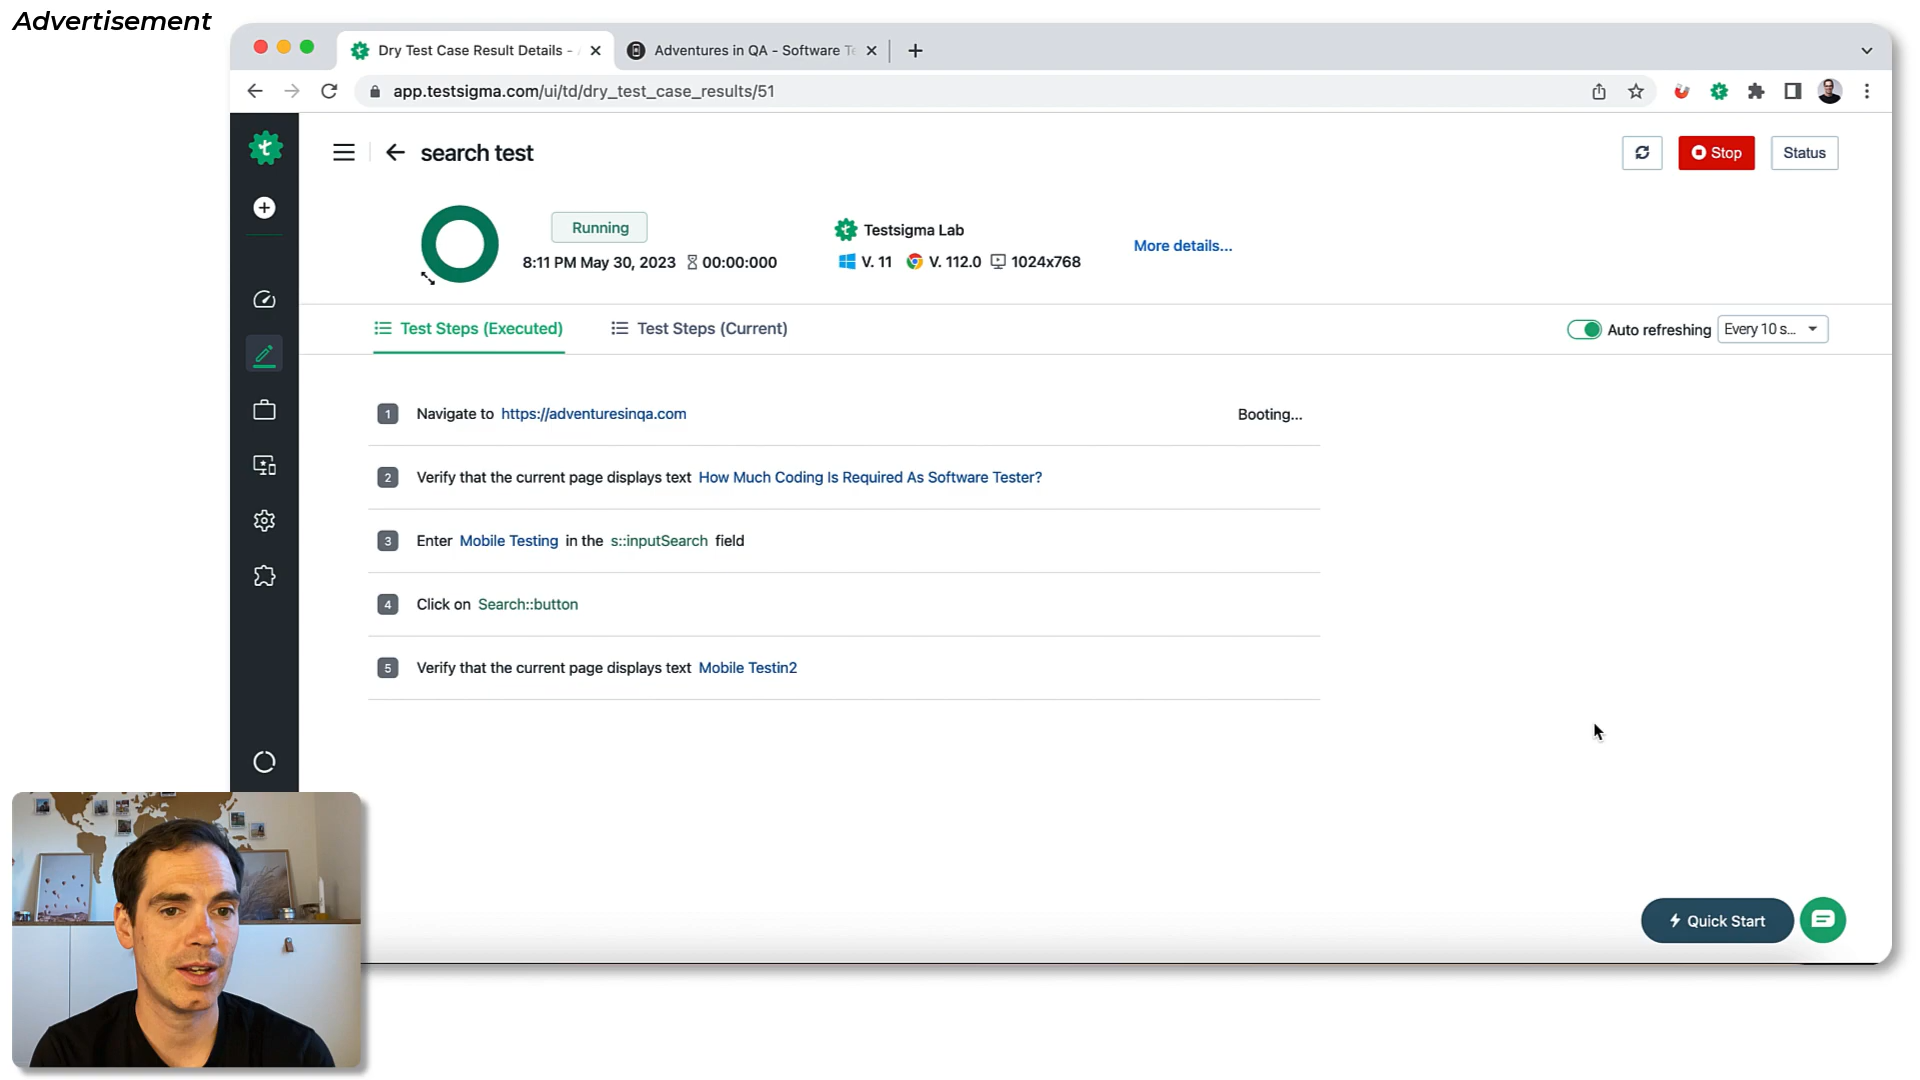 Advertisement
Dry Test Case Result Details -
Adventures in QA - Software Te
app.testsigma.com/ui/td/dry_test_case_results/51
search test
Stop
Status
Running
8:11 PM May 30, 2023 00:00:000
Testsigma Lab
V. 11 V. 112.0 1024x768
More details...
Test Steps (Executed)
Test Steps (Current)
Auto refreshing
Every 10 s...
1 Navigate to https://adventuresinqa.com
Booting...
2 Verify that the current page displays text How Much Coding Is Required As Software Tester?
3 Enter Mobile Testing in the s::inputSearch field
4 Click on Search::button
5 Verify that the current page displays text Mobile Testin2
Quick Start